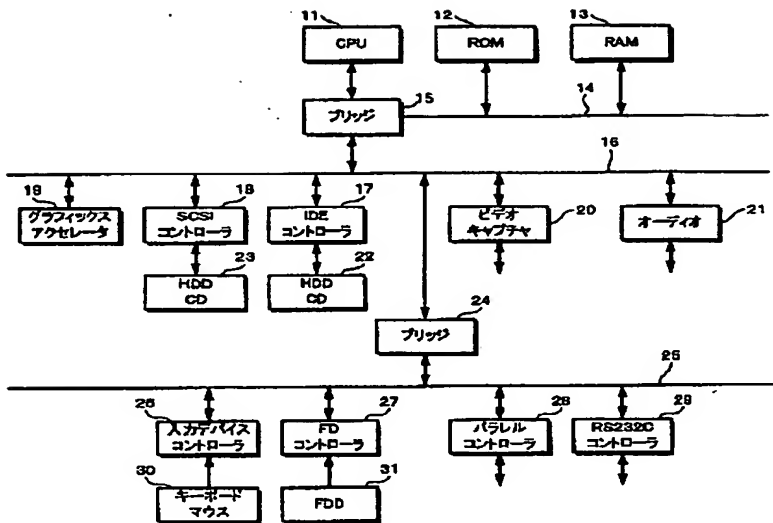 11
12
13
CPU
ROM
RAM
15
14
ブリッジ
16
19
18
17
20
21
グラフィックス
アクセレータ
SCSI
コントローラ
IDE
コントローラ
ビデオ
キャプチャ
オーディオ
23
22
HDD
CD
HDD
CD
24
ブリッジ
25
26
27
28
29
入力デバイス
コントローラ
FD
コントローラ
パラレル
コントローラ
RS232C
コントローラ
30
31
キーボード
マウス
FDD